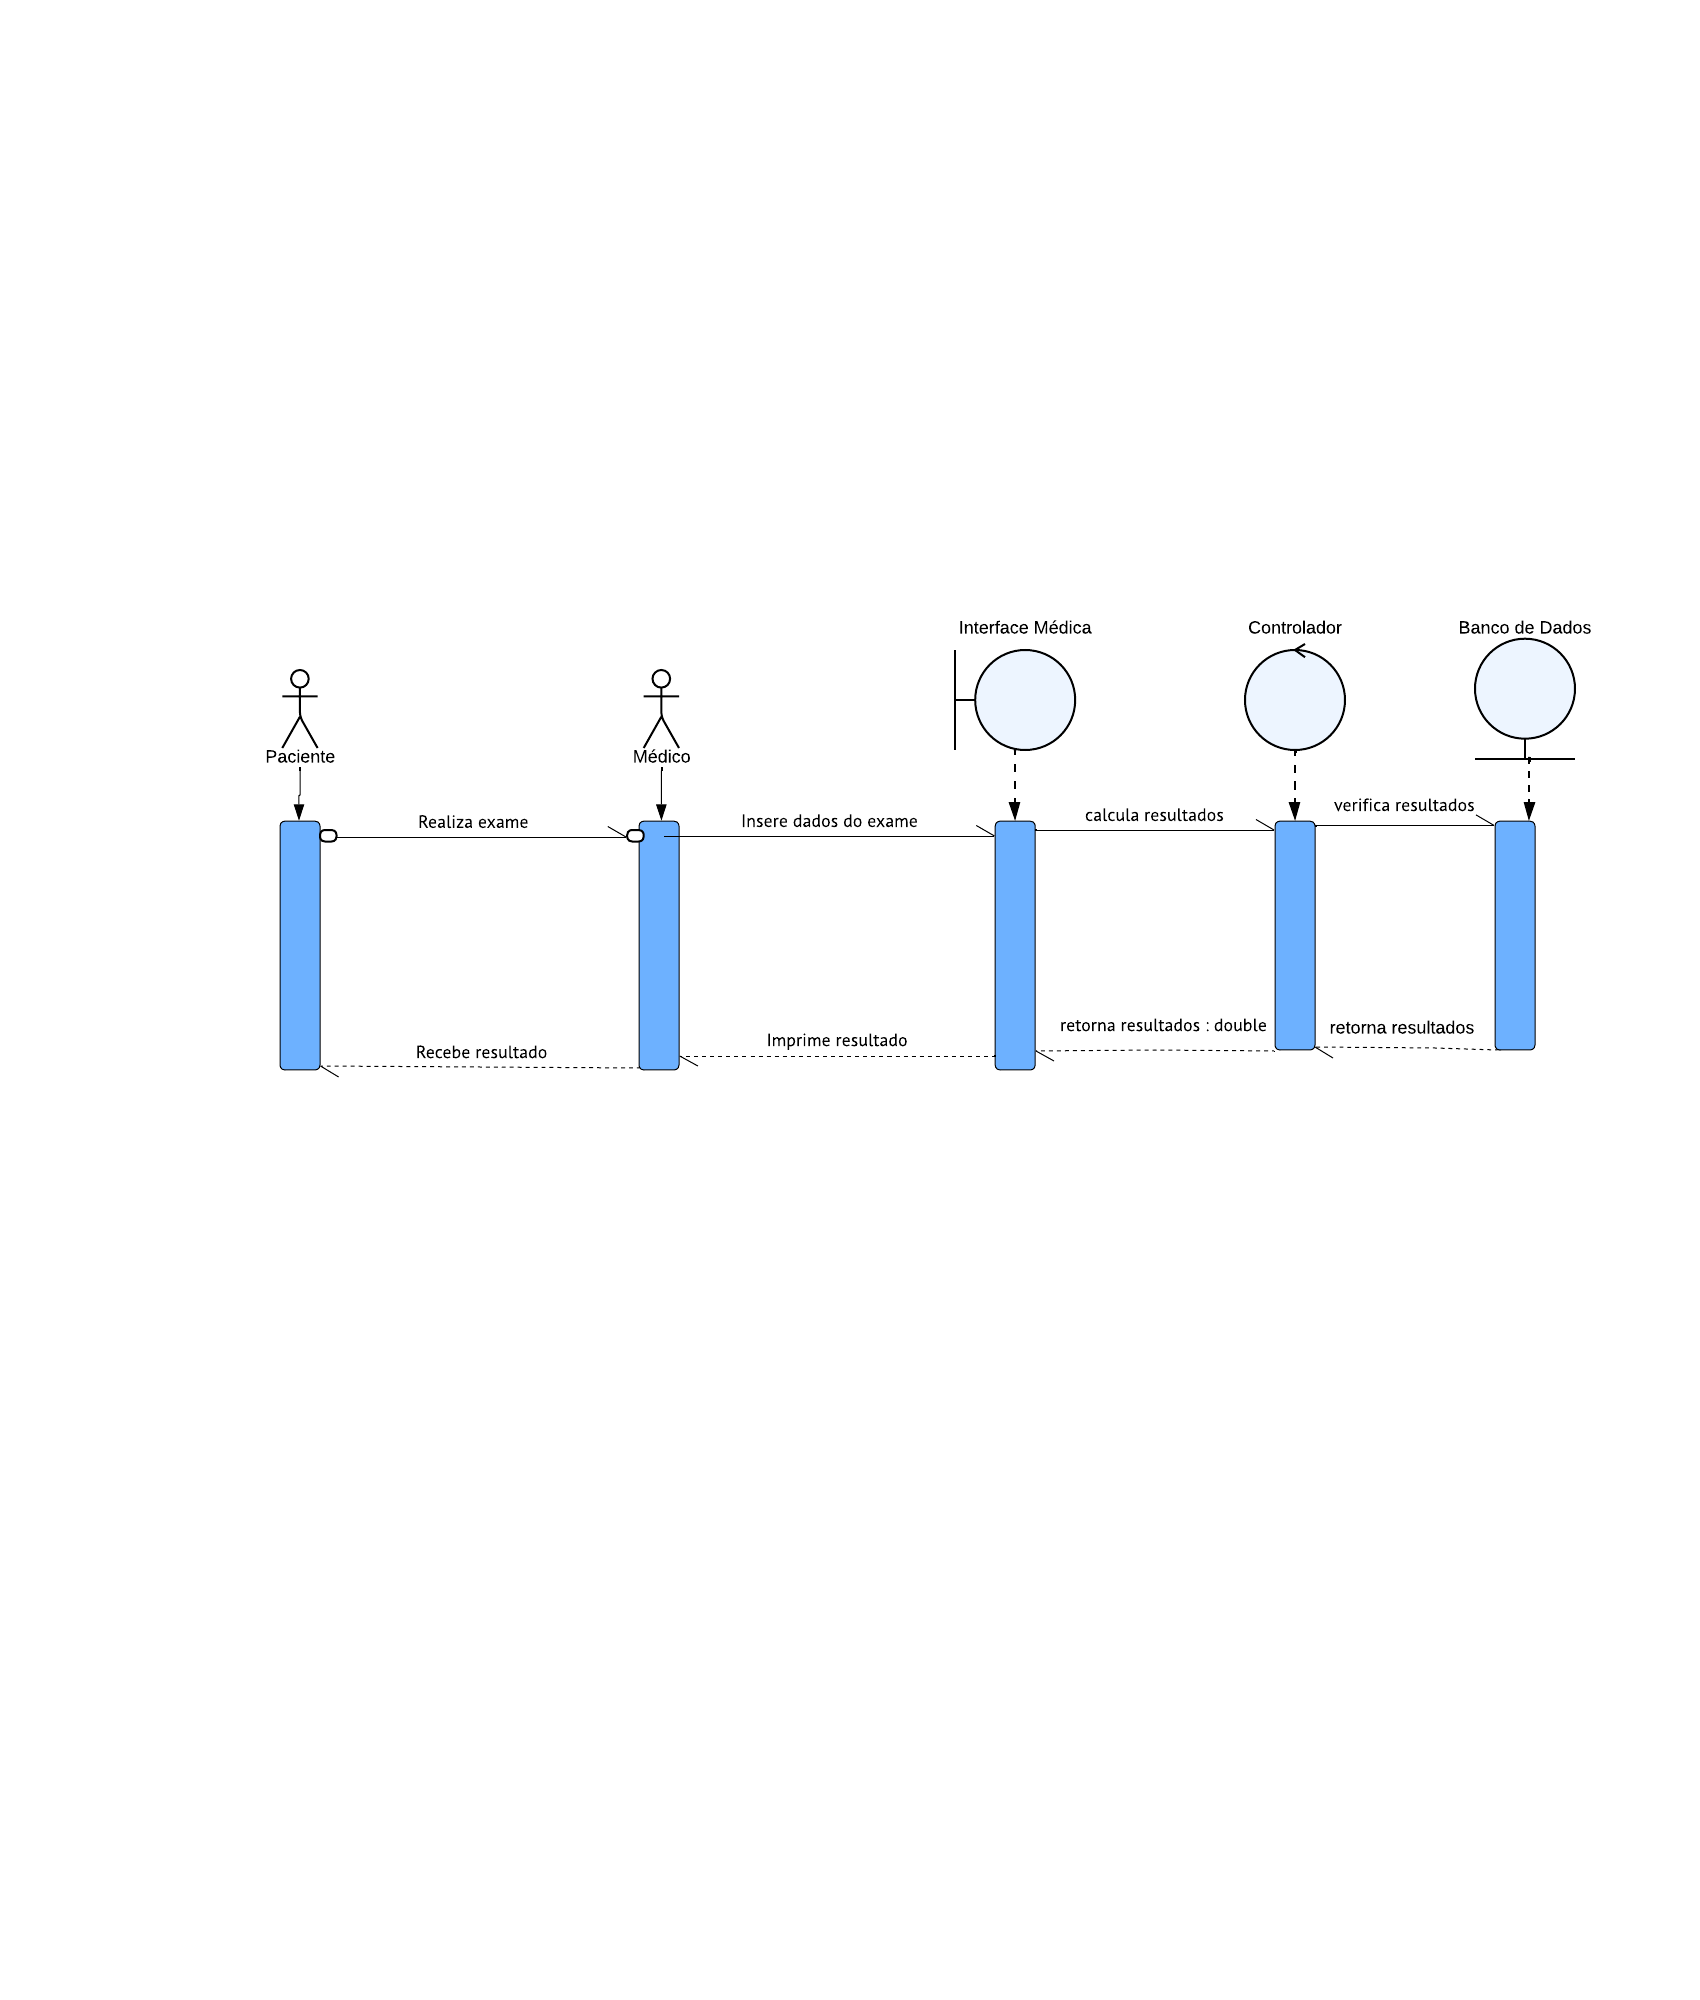 Interface Médica
Controlador
Banco de Dados
Paciente
Médico
Realiza exame
Insere dados do exame
calcula resultados
verifica resultados
Recebe resultado
Imprime resultado
retorna resultados : double
retorna resultados